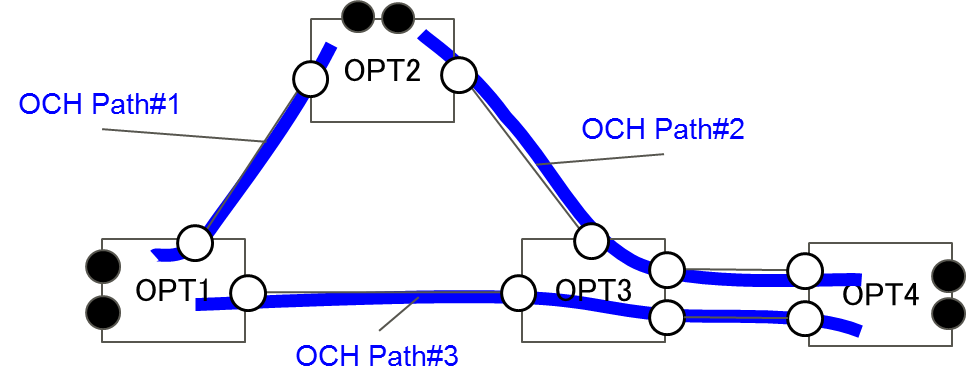 OPT2
OCH Path#1
OCH Path#2
OPT1
OPT3
OPT4
OCH Path#3